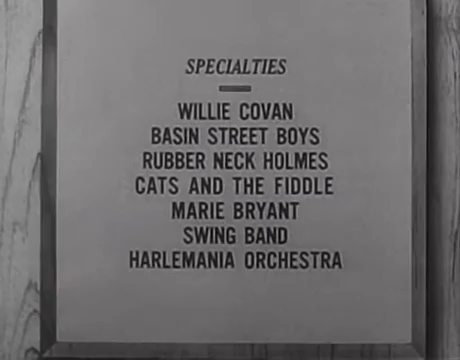 SPECIALTIES
WILLIE COVAN
BASIN STREET BOYS
RUBBER NECK HOLMES
CATS AND THE FIDDLE
MARIE BRYANT
SWING BAND
HARLEMANIA ORCHESTRA